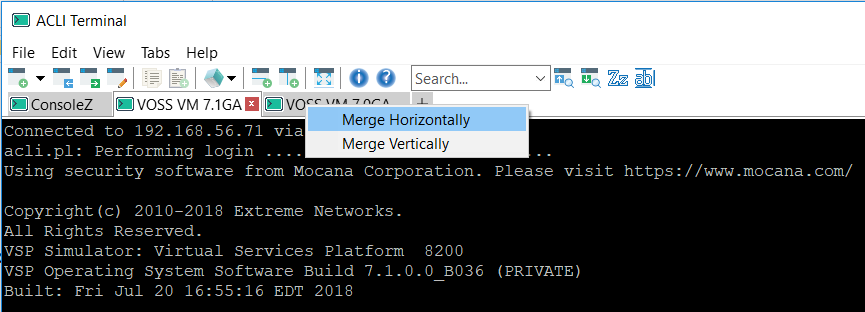 ACLI Terminal
File Edit View Tabs Help
Search...
Zz ab
ConsoleZ VOSS VM 7.1GA VOSS VM 7.0GA
Merge Horizontally
Merge Vertically
Connected to 192.168.56.71 via
acli.pl: Performing login .... ...
Using security software from Mocana Corporation. Please visit https://www.mocana.com/
Copyright(c) 2010-2018 Extreme Networks.
All Rights Reserved.
VSP Simulator: Virtual Services Platform  8200
VSP Operating System Software Build 7.1.0.0_B036 (PRIVATE)
Built: Fri Jul 20 16:55:16 EDT 2018